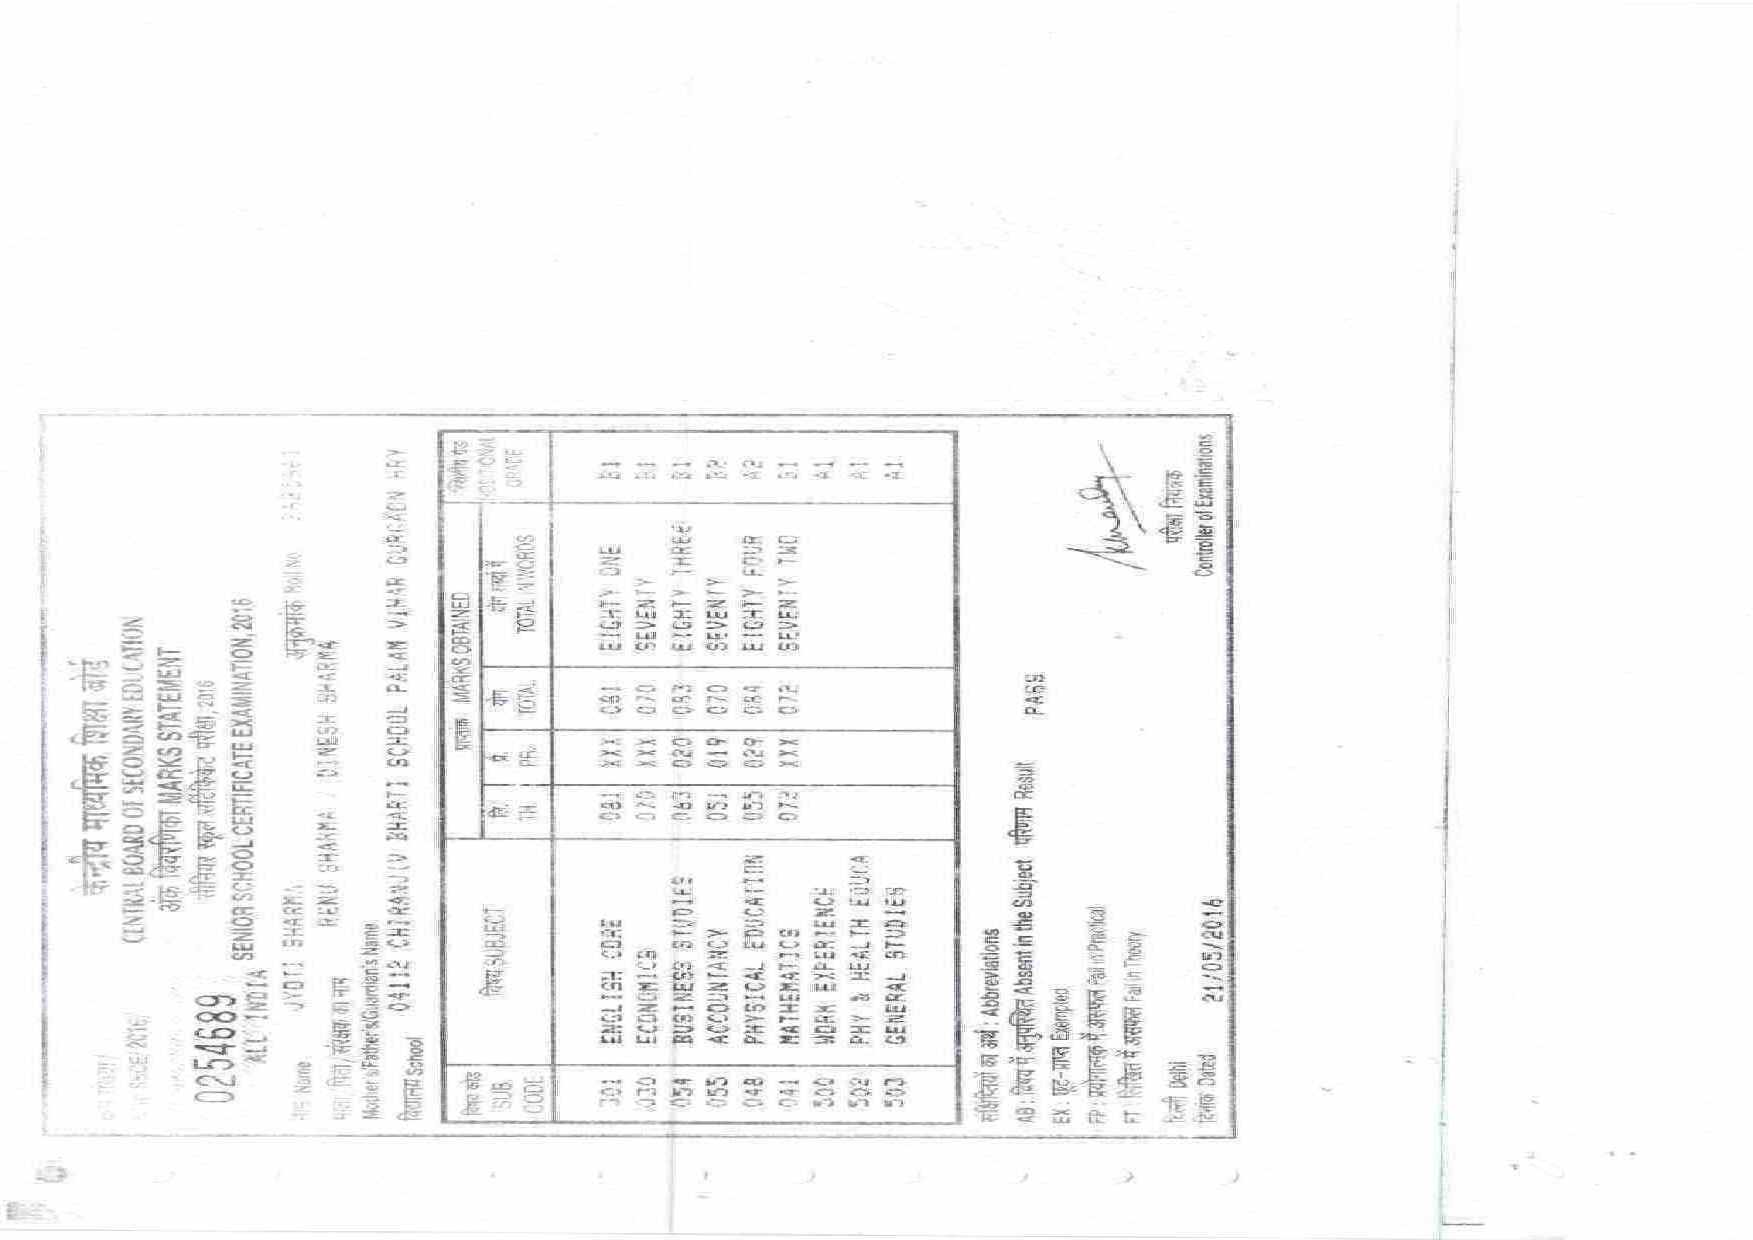 केन्द्रीय माध्यमिक शिक्षा बोर्ड
CENTRAL BOARD OF SECONDARY EDUCATION
SSCE/2016/
अंक विवरणिका MARKS STATEMENT
सीनियर स्कूल सर्टिफिकेट परीक्षा, 2016
0254689 SENIOR SCHOOL CERTIFICATE EXAMINATION, 2016
ALL INDIA
नाम Name JYOTI SHARMA अनुक्रमांक Roll No
माता/पिता/संरक्षक का नाम RENU SHARMA / DINESH SHARMA
Mother's/Father's/Guardian's Name
विद्यालय School 04112 CHIRANJIV BHARTI SCHOOL PALAM VIHAR GURGAON HRY
विषय कोड SUB. CODE विषय SUBJECT प्राप्तांक MARKS OBTAINED POSITIONAL GRADE
TH. प्रे. PR. योग TOTAL योग शब्दों में TOTAL IN WORDS
301 ENGLISH CORE 081 XXX 081 EIGHTY ONE B1
030 ECONOMICS 070 XXX 070 SEVENTY B1
054 BUSINESS STUDIES 063 020 083 EIGHTY THREE B1
055 ACCOUNTANCY 051 019 070 SEVENTY B2
048 PHYSICAL EDUCATION 055 029 084 EIGHTY FOUR A2
041 MATHEMATICS 072 XXX 072 SEVENTY TWO B1
500 WORK EXPERIENCE A1
502 PHY & HEALTH EDUCA A1
503 GENERAL STUDIES A1
संक्षिप्तियों का अर्थ : Abbreviations
AB : विषय में अनुपस्थित Absent in the Subject परिणाम Result PASS
EX : छूट-प्राप्त Exempted
FP : प्रयोगात्मक में असफल Fail in Practical
FT : लिखित में असफल Fail in Theory
दिल्ली Delhi परीक्षा नियंत्रक
दिनांक Dated 21/05/2016 Controller of Examinations